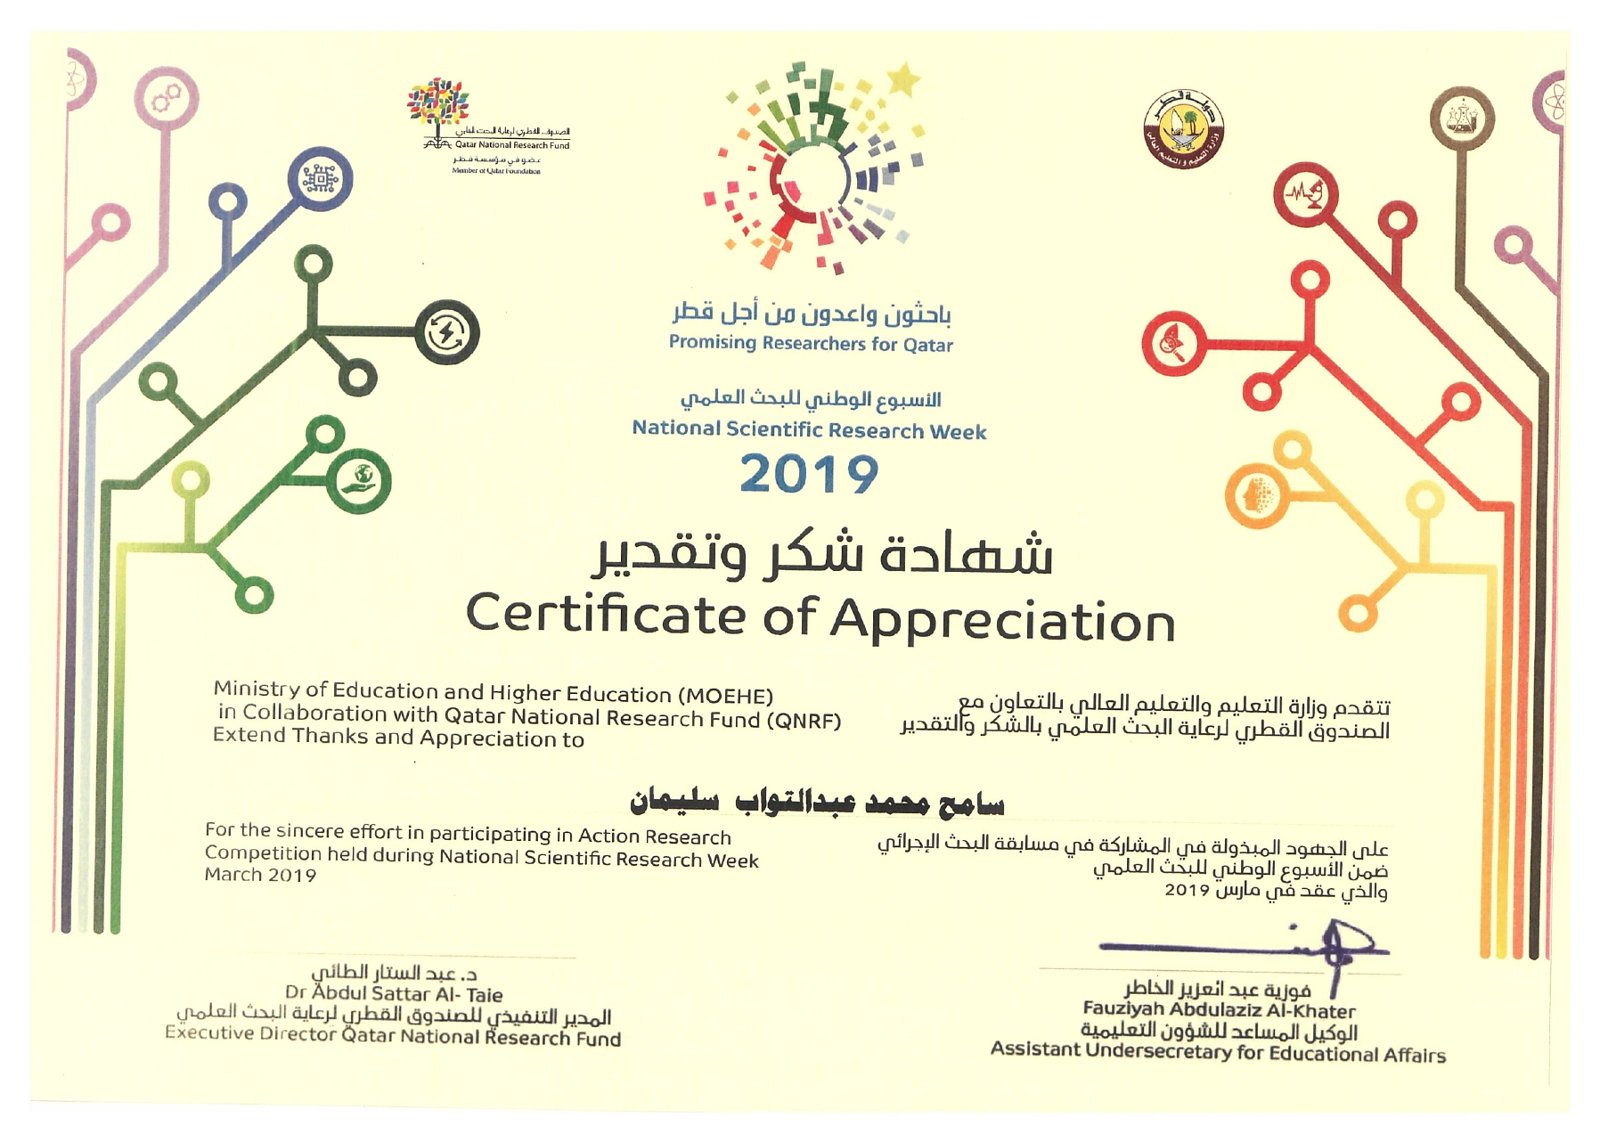 الصندوق القطري لرعاية البحث العلمي
Qatar National Research Fund
عضو في مؤسسة قطر
Member of Qatar Foundation
دولة قطر
وزارة التعليم و التعليم العالي
باحثون واعدون من أجل قطر
Promising Researchers for Qatar
الأسبوع الوطني للبحث العلمي
National Scientific Research Week
2019
شهادة شكر وتقدير
Certificate of Appreciation
Ministry of Education and Higher Education (MOEHE)
in Collaboration with Qatar National Research Fund (QNRF)
Extend Thanks and Appreciation to
تتقدم وزارة التعليم والتعليم العالي بالتعاون مع
الصندوق القطري لرعاية البحث العلمي بالشكر والتقدير
سامح محمد عبدالتواب سليمان
For the sincere effort in participating in Action Research
Competition held during National Scientific Research Week
March 2019
على الجهود المبذولة في المشاركة في مسابقة البحث الإجرائي
ضمن الأسبوع الوطني للبحث العلمي
والذي عقد في مارس 2019
د. عبد الستار الطائي
Dr Abdul Sattar Al- Taie
المدير التنفيذي للصندوق القطري لرعاية البحث العلمي
Executive Director Qatar National Research Fund
فوزية عبد العزيز الخاطر
Fauziyah Abdulaziz Al-Khater
الوكيل المساعد للشؤون التعليمية
Assistant Undersecretary for Educational Affairs